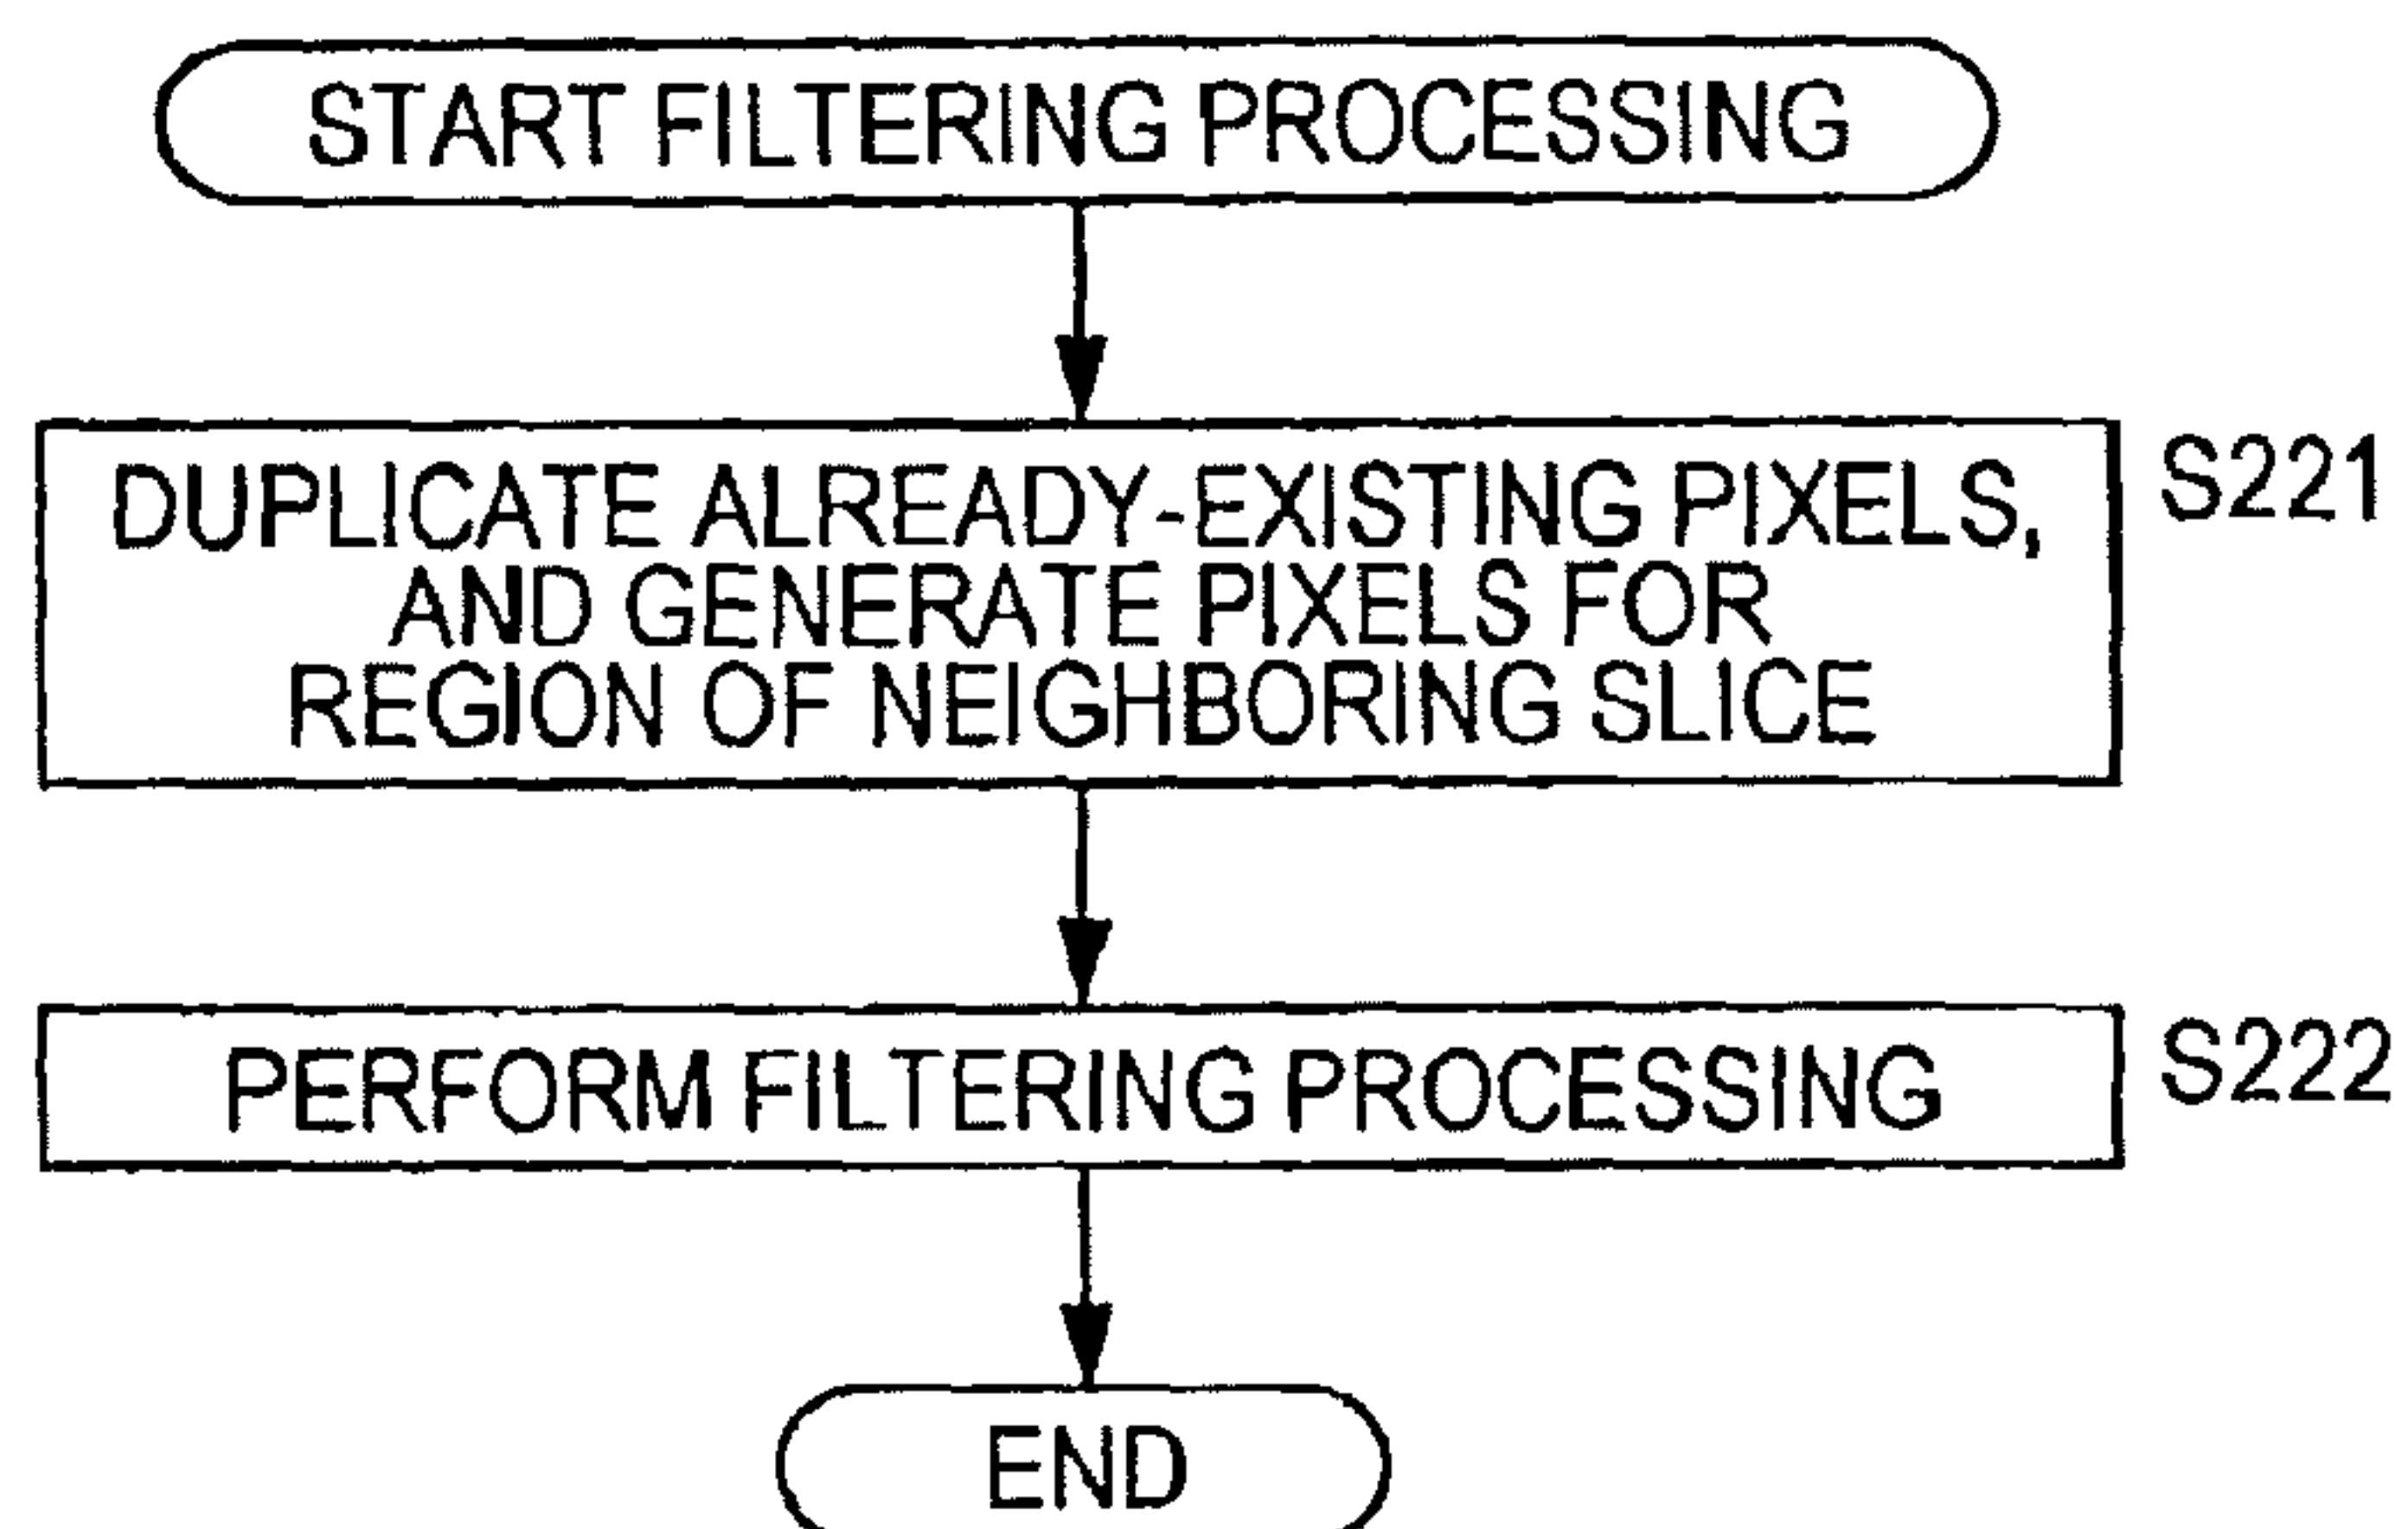 START FILTERING PROCESSING
DUPLICATE ALREADY-EXISTING PIXELS,
AND GENERATE PIXELS FOR
REGION OF NEIGHBORING SLICE
S221
PERFORM FILTERING PROCESSING
S222
END